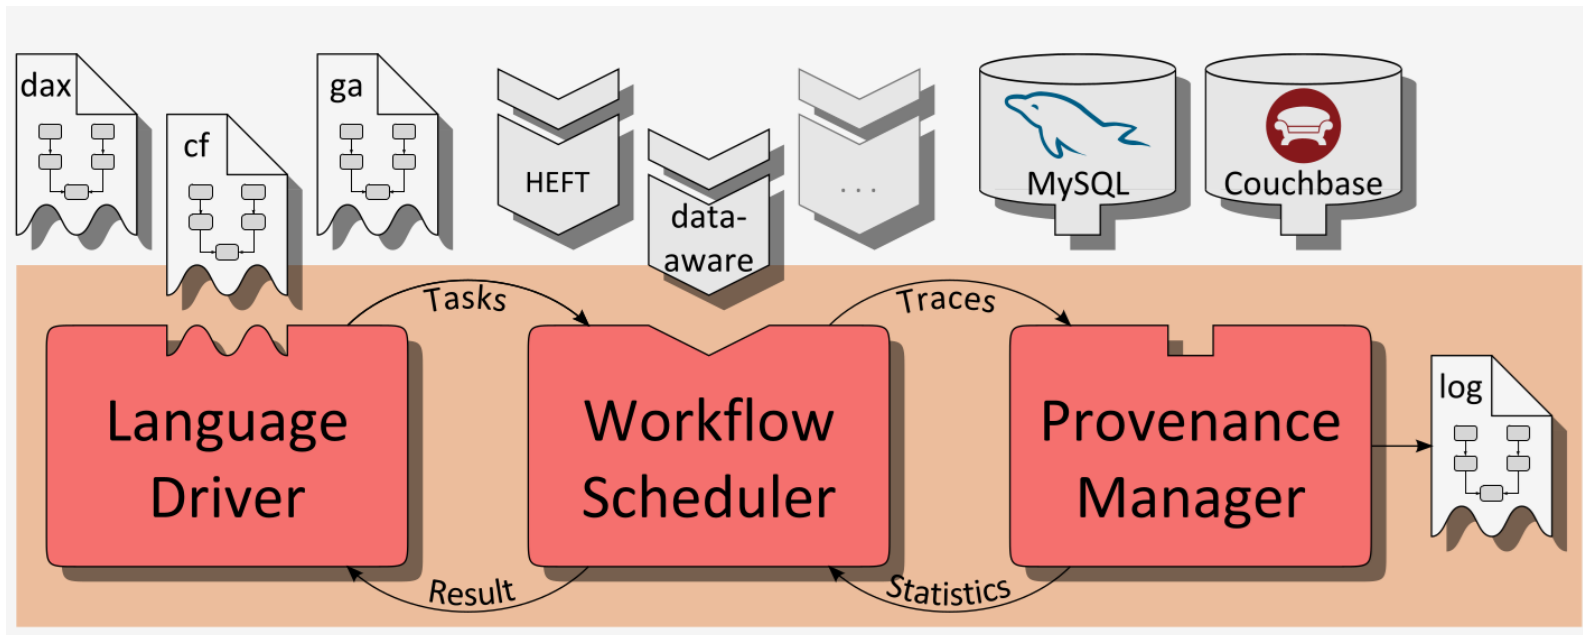 dax
cf
ga
HEFT
data-
aware
...
MySQL
Couchbase
Tasks
Traces
Language
Driver
Workflow
Scheduler
Provenance
Manager
log
Result
Statistics